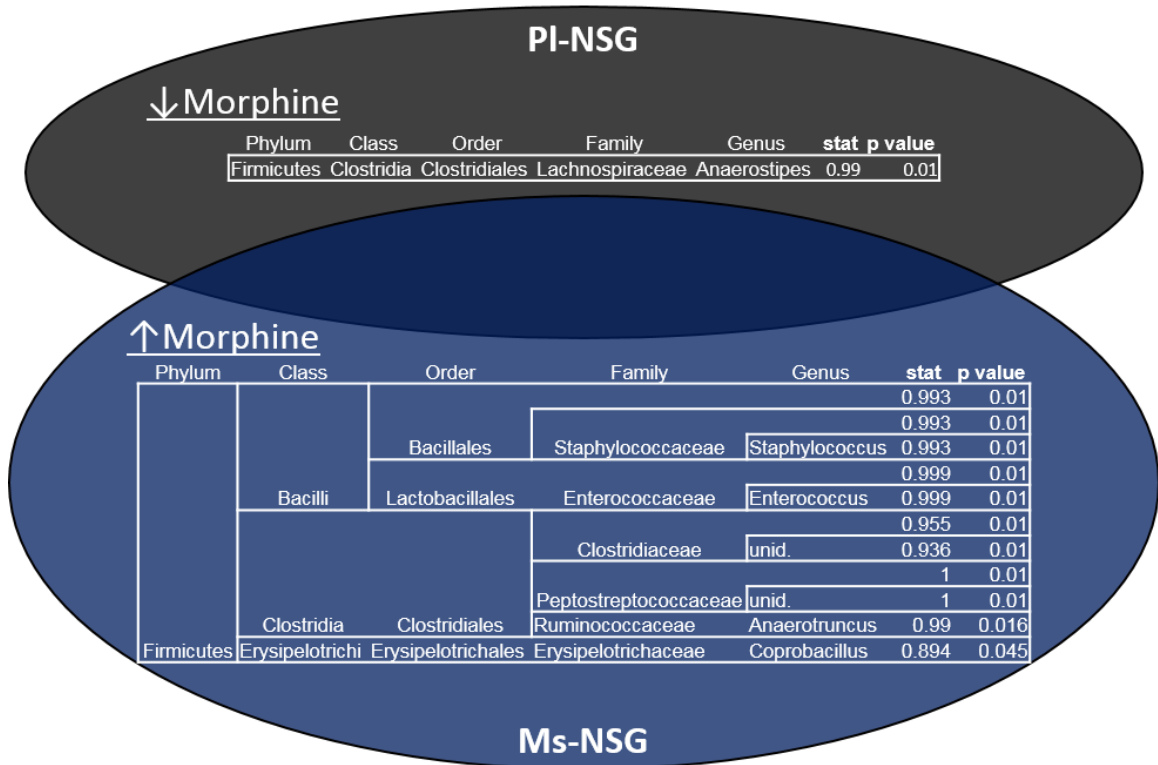 Pl-NSG
↓Morphine
Phylum Class Order Family Genus stat p value
Firmicutes Clostridia Clostridiales Lachnospiraceae Anaerostipes 0.99 0.01
↑Morphine
Phylum Class Order Family Genus stat p value
0.993 0.01
0.993 0.01
Bacillales Staphylococcaceae Staphylococcus 0.993 0.01
0.999 0.01
Bacilli Lactobacillales Enterococcaceae Enterococcus 0.999 0.01
0.955 0.01
Clostridiaceae unid. 0.936 0.01
1 0.01
Peptostreptococcaceae unid. 1 0.01
Clostridia Clostridiales Ruminococcaceae Anaerotruncus 0.99 0.016
Firmicutes Erysipelotrichi Erysipelotrichales Erysipelotrichaceae Coprobacillus 0.894 0.045
Ms-NSG